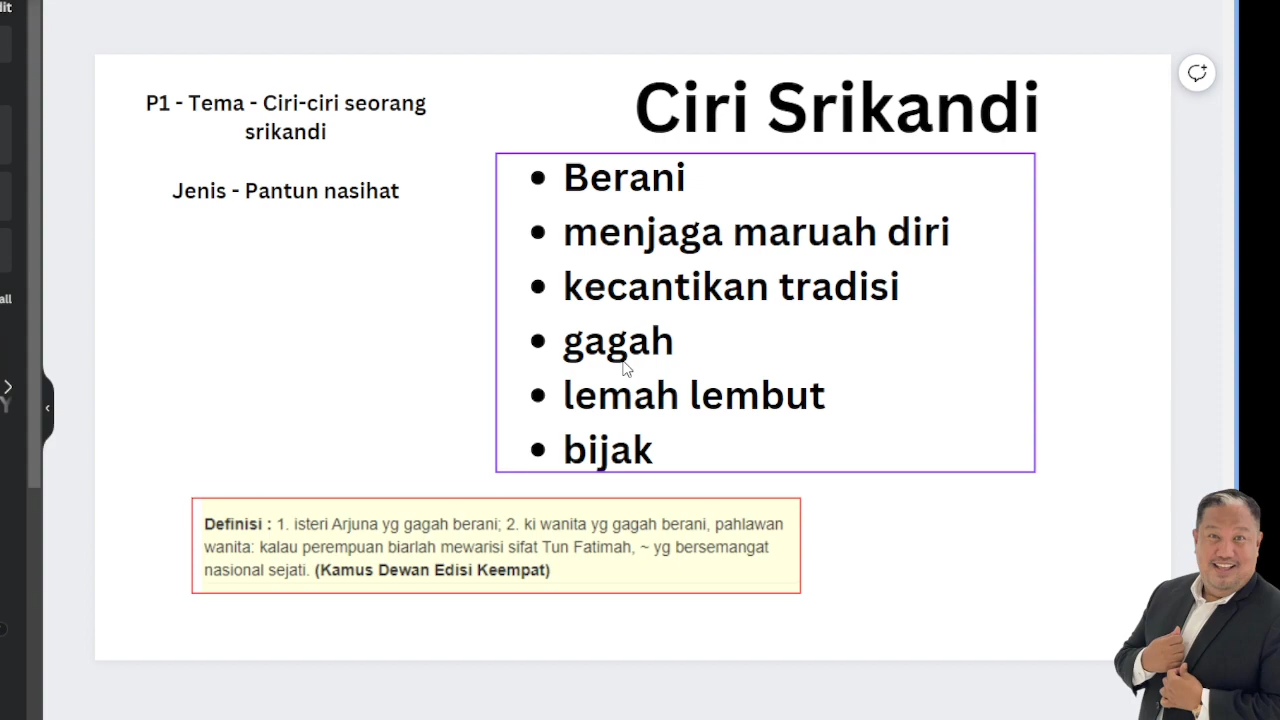 dit
P1 - Tema - Ciri-ciri seorang
srikandi
Jenis - Pantun nasihat
Ciri Srikandi
• Berani
• menjaga maruah diri
• kecantikan tradisi
• gagah
• lemah lembut
• bijak
all
Y
Definisi : 1. isteri Arjuna yg gagah berani; 2. ki wanita yg gagah berani, pahlawan
wanita: kalau perempuan biarlah mewarisi sifat Tun Fatimah, ~ yg bersemangat
nasional sejati. (Kamus Dewan Edisi Keempat)